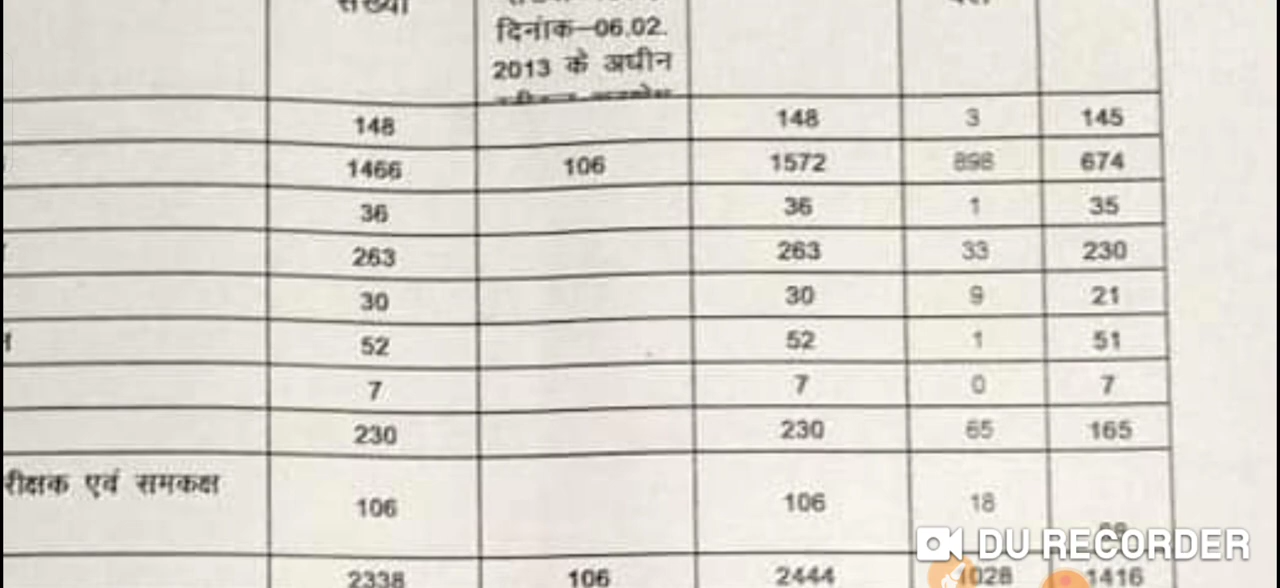 संख्या
दिनांक–06.02.
2013 के अधीन
148 148 3 145
1466 106 1572 898 674
36 36 1 35
263 263 33 230
30 30 9 21
52 52 1 51
7 7 0 7
230 230 65 165
रीक्षक एवं समकक्ष
106 106 18
DU RECORDER
2338 106 2444 1028 1416